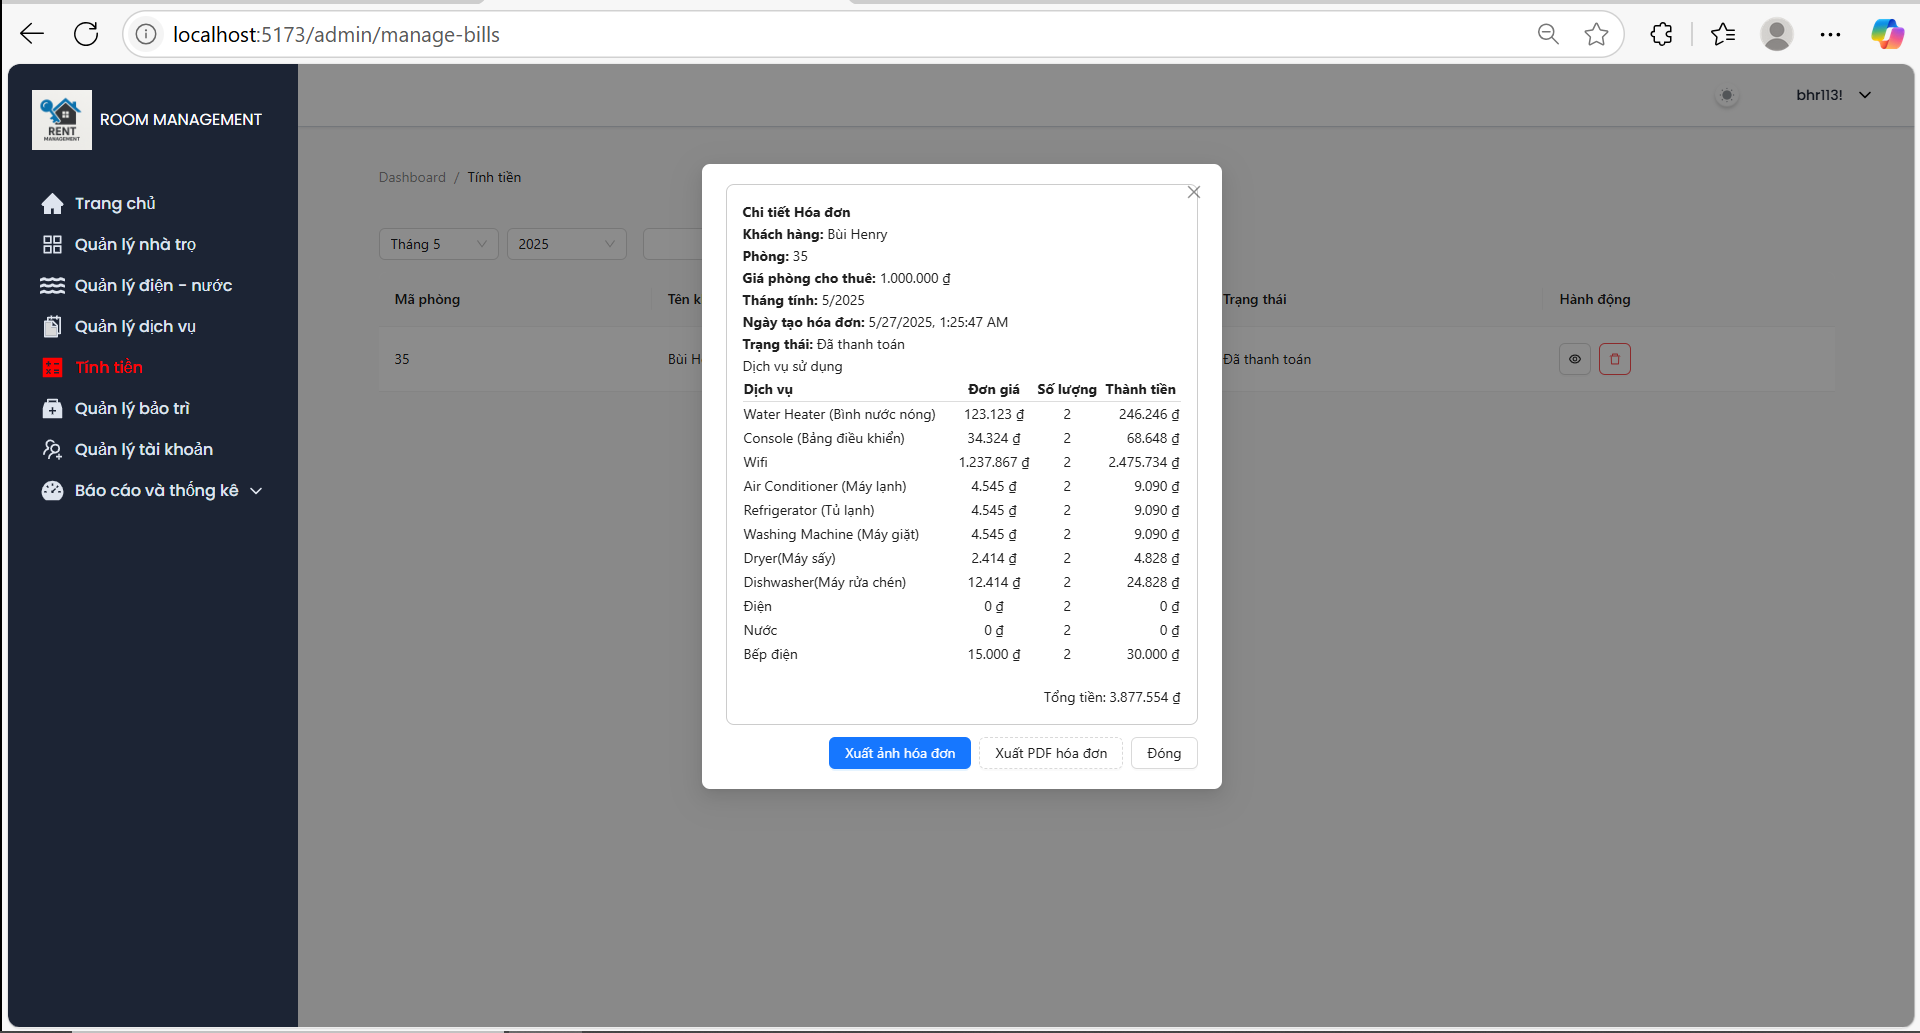 localhost:5173/admin/manage-bills
RENT
MANAGEMENT
ROOM MANAGEMENT
bhr113!
Trang chủ
Quản lý nhà trọ
Quản lý điện - nước
Quản lý dịch vụ
Tính tiền
Quản lý bảo trì
Quản lý tài khoản
Báo cáo và thống kê
Dashboard / Tính tiền
Tháng 5
2025
Mã phòng
Tên k
Trạng thái
Hành động
35
Bùi H
Đã thanh toán
Chi tiết Hóa đơn
Khách hàng: Bùi Henry
Phòng: 35
Giá phòng cho thuê: 1.000.000 ₫
Tháng tính: 5/2025
Ngày tạo hóa đơn: 5/27/2025, 1:25:47 AM
Trạng thái: Đã thanh toán
Dịch vụ sử dụng
Dịch vụ Đơn giá Số lượng Thành tiền
Water Heater (Bình nước nóng) 123.123 ₫ 2 246.246 ₫
Console (Bảng điều khiển) 34.324 ₫ 2 68.648 ₫
Wifi 1.237.867 ₫ 2 2.475.734 ₫
Air Conditioner (Máy lạnh) 4.545 ₫ 2 9.090 ₫
Refrigerator (Tủ lạnh) 4.545 ₫ 2 9.090 ₫
Washing Machine (Máy giặt) 4.545 ₫ 2 9.090 ₫
Dryer(Máy sấy) 2.414 ₫ 2 4.828 ₫
Dishwasher(Máy rửa chén) 12.414 ₫ 2 24.828 ₫
Điện 0 ₫ 2 0 ₫
Nước 0 ₫ 2 0 ₫
Bếp điện 15.000 ₫ 2 30.000 ₫
Tổng tiền: 3.877.554 ₫
Xuất ảnh hóa đơn
Xuất PDF hóa đơn
Đóng